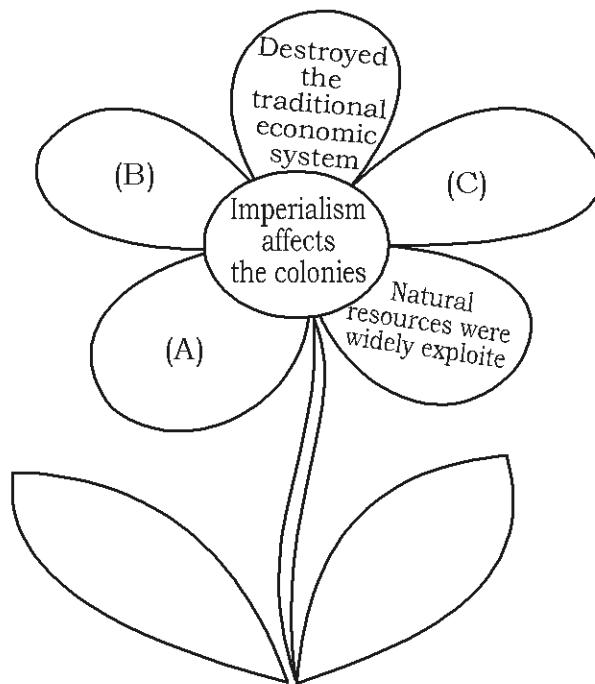 Destroyed
the
traditional
economic
system
(B)
(C)
Imperialism
affects
the colonies
Natural
resources were
widely exploite
(A)